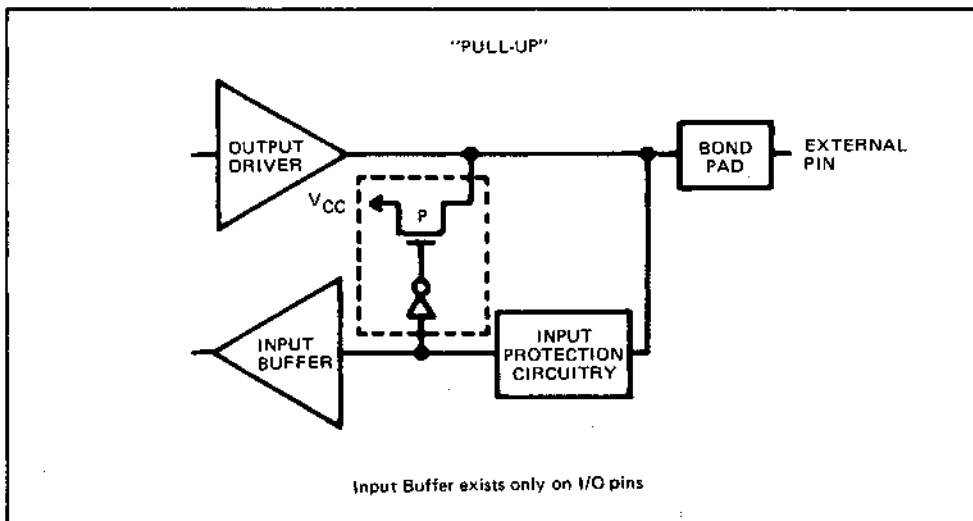 "PULL-UP"
OUTPUT
DRIVER
BOND
PAD
EXTERNAL
PIN
VCC
P
INPUT
BUFFER
INPUT
PROTECTION
CIRCUITRY
Input Buffer exists only on I/O pins